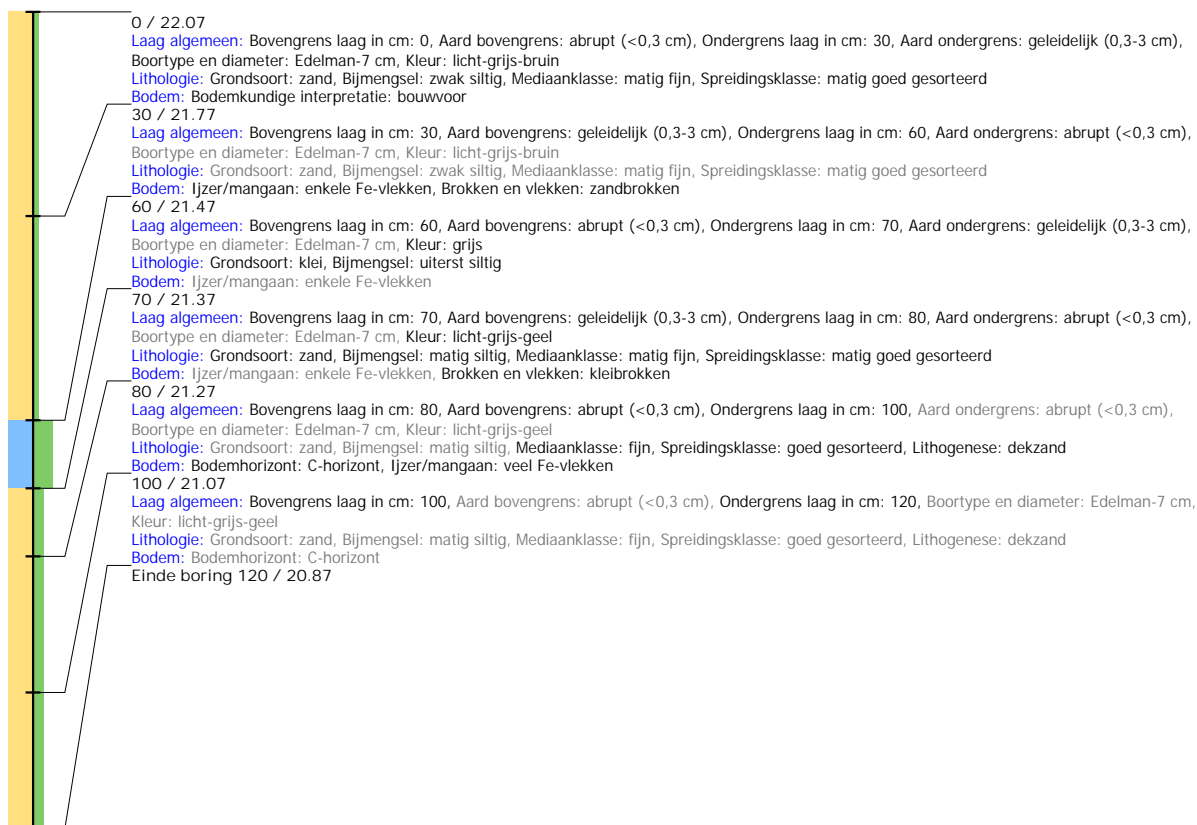 0 / 22.07
Laag algemeen: Bovengrens laag in cm: 0, Aard bovengrens: abrupt (<0,3 cm), Ondergrens laag in cm: 30, Aard ondergrens: geleidelijk (0,3-3 cm),
Boortype en diameter: Edelman-7 cm, Kleur: licht-grijs-bruin
Lithologie: Grondsoort: zand, Bijmengsel: zwak siltig, Mediaanklasse: matig fijn, Spreidingsklasse: matig goed gesorteerd
Bodem: Bodemkundige interpretatie: bouwvoor
30 / 21.77
Laag algemeen: Bovengrens laag in cm: 30, Aard bovengrens: geleidelijk (0,3-3 cm), Ondergrens laag in cm: 60, Aard ondergrens: abrupt (<0,3 cm),
Boortype en diameter: Edelman-7 cm, Kleur: licht-grijs-bruin
Lithologie: Grondsoort: zand, Bijmengsel: zwak siltig, Mediaanklasse: matig fijn, Spreidingsklasse: matig goed gesorteerd
Bodem: Ijzer/mangaan: enkele Fe-vlekken, Brokken en vlekken: zandbrokken
60 / 21.47
Laag algemeen: Bovengrens laag in cm: 60, Aard bovengrens: abrupt (<0,3 cm), Ondergrens laag in cm: 70, Aard ondergrens: geleidelijk (0,3-3 cm),
Boortype en diameter: Edelman-7 cm, Kleur: grijs
Lithologie: Grondsoort: klei, Bijmengsel: uiterst siltig
Bodem: Ijzer/mangaan: enkele Fe-vlekken
70 / 21.37
Laag algemeen: Bovengrens laag in cm: 70, Aard bovengrens: geleidelijk (0,3-3 cm), Ondergrens laag in cm: 80, Aard ondergrens: abrupt (<0,3 cm),
Boortype en diameter: Edelman-7 cm, Kleur: licht-grijs-geel
Lithologie: Grondsoort: zand, Bijmengsel: matig siltig, Mediaanklasse: matig fijn, Spreidingsklasse: matig goed gesorteerd
Bodem: Ijzer/mangaan: enkele Fe-vlekken, Brokken en vlekken: kleibrokken
80 / 21.27
Laag algemeen: Bovengrens laag in cm: 80, Aard bovengrens: abrupt (<0,3 cm), Ondergrens laag in cm: 100, Aard ondergrens: abrupt (<0,3 cm),
Boortype en diameter: Edelman-7 cm, Kleur: licht-grijs-geel
Lithologie: Grondsoort: zand, Bijmengsel: matig siltig, Mediaanklasse: fijn, Spreidingsklasse: goed gesorteerd, Lithogenese: dekzand
Bodem: Bodemhorizont: C-horizont, Ijzer/mangaan: veel Fe-vlekken
100 / 21.07
Laag algemeen: Bovengrens laag in cm: 100, Aard bovengrens: abrupt (<0,3 cm), Ondergrens laag in cm: 120, Boortype en diameter: Edelman-7 cm,
Kleur: licht-grijs-geel
Lithologie: Grondsoort: zand, Bijmengsel: matig siltig, Mediaanklasse: fijn, Spreidingsklasse: goed gesorteerd, Lithogenese: dekzand
Bodem: Bodemhorizont: C-horizont
Einde boring 120 / 20.87